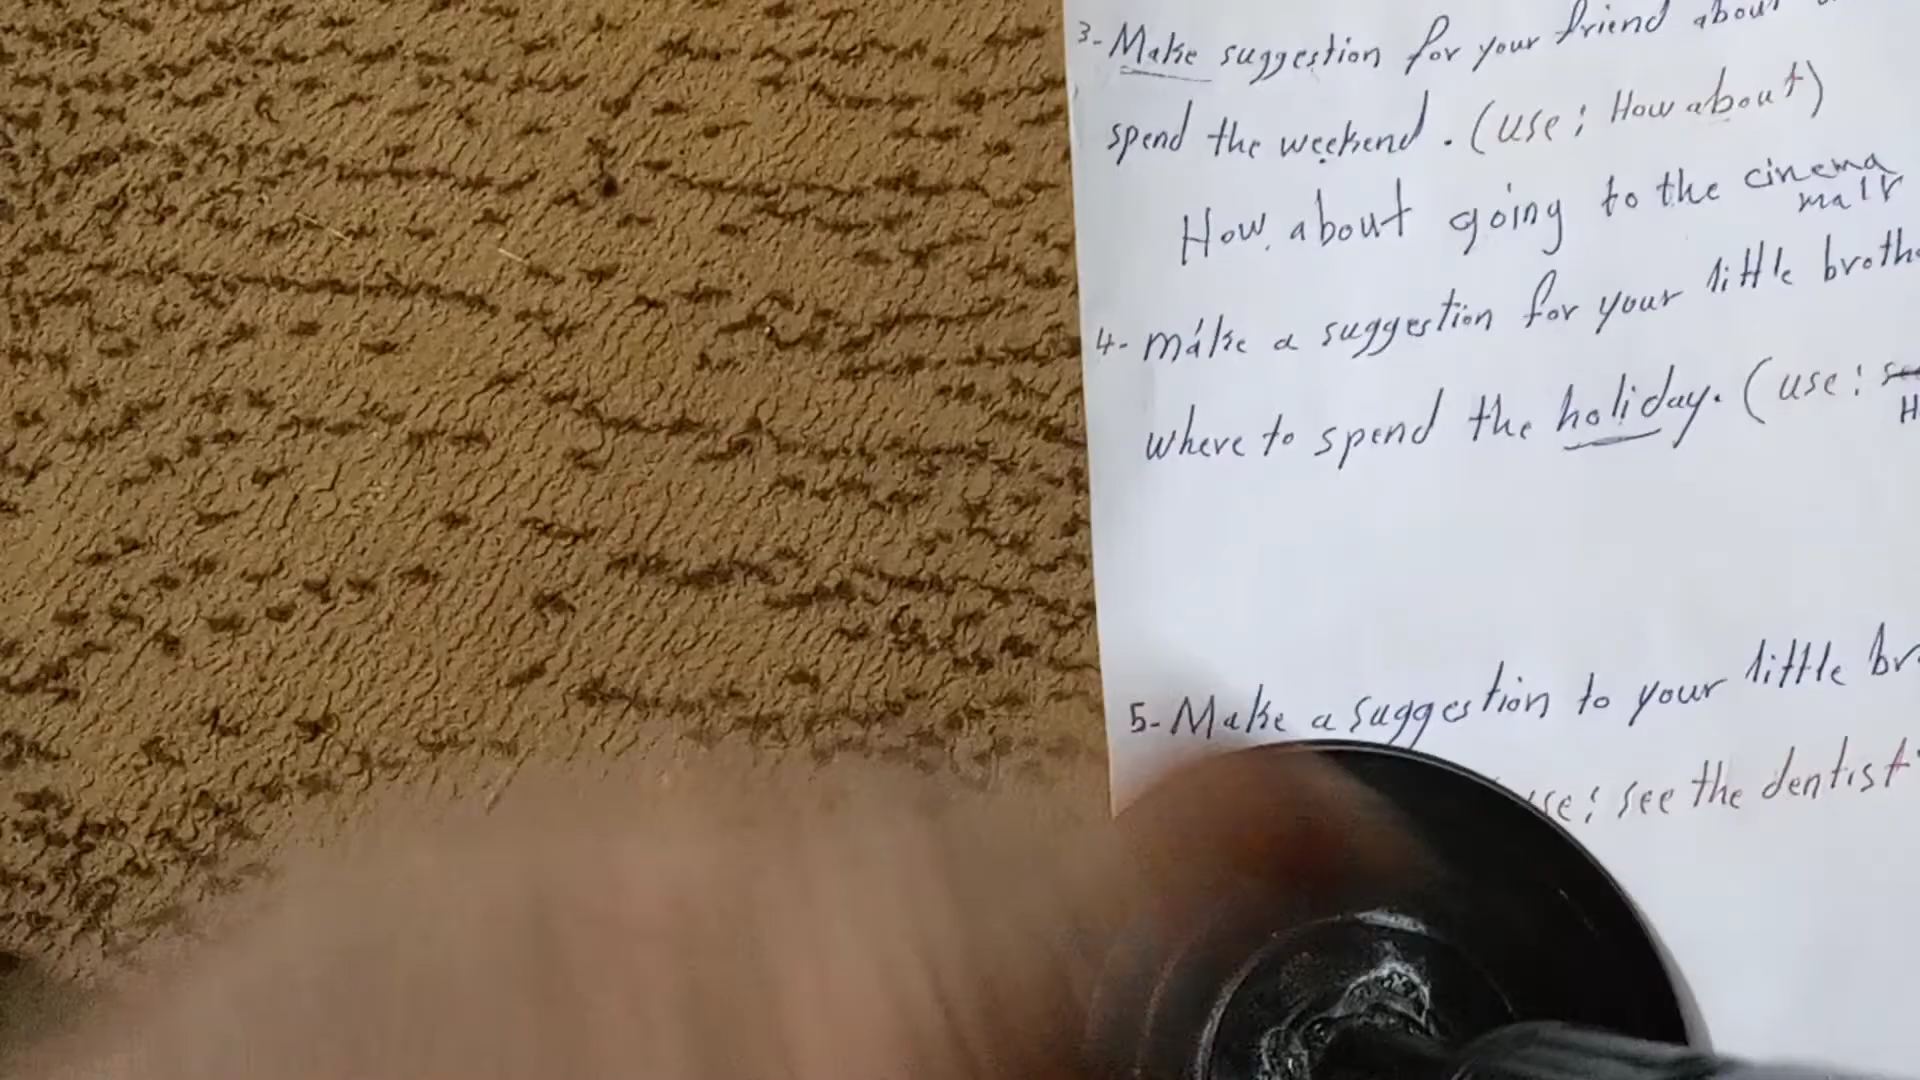 3- Make suggestion for your friend about
spend the weekend. (use: How about)
How about going to the cinema
mall
4- make a suggestion for your little
where to spend the holiday. (use:
5- Make a suggestion to your little
see the dentist